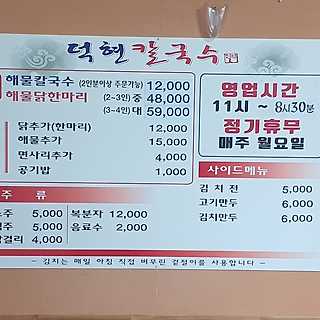 덕현칼국수
해물칼국수 (2인분이상 주문가능) 12,000
해물닭한마리 (2~3인) 중 48,000
(3~4인) 대 59,000
닭추가(한마리) 12,000
해물추가 15,000
면사리추가 4,000
공기밥 1,000
주 류
5,000 복분자 12,000
5,000 음료수 2,000
4,000
영업시간
11시 ~ 8시30분
정기휴무
매주 월요일
사이드메뉴
김치전 5,000
고기만두 6,000
김치만두 6,000
- 김치는 매일 아침 직접 버무린 겉절이를 사용합니다 -